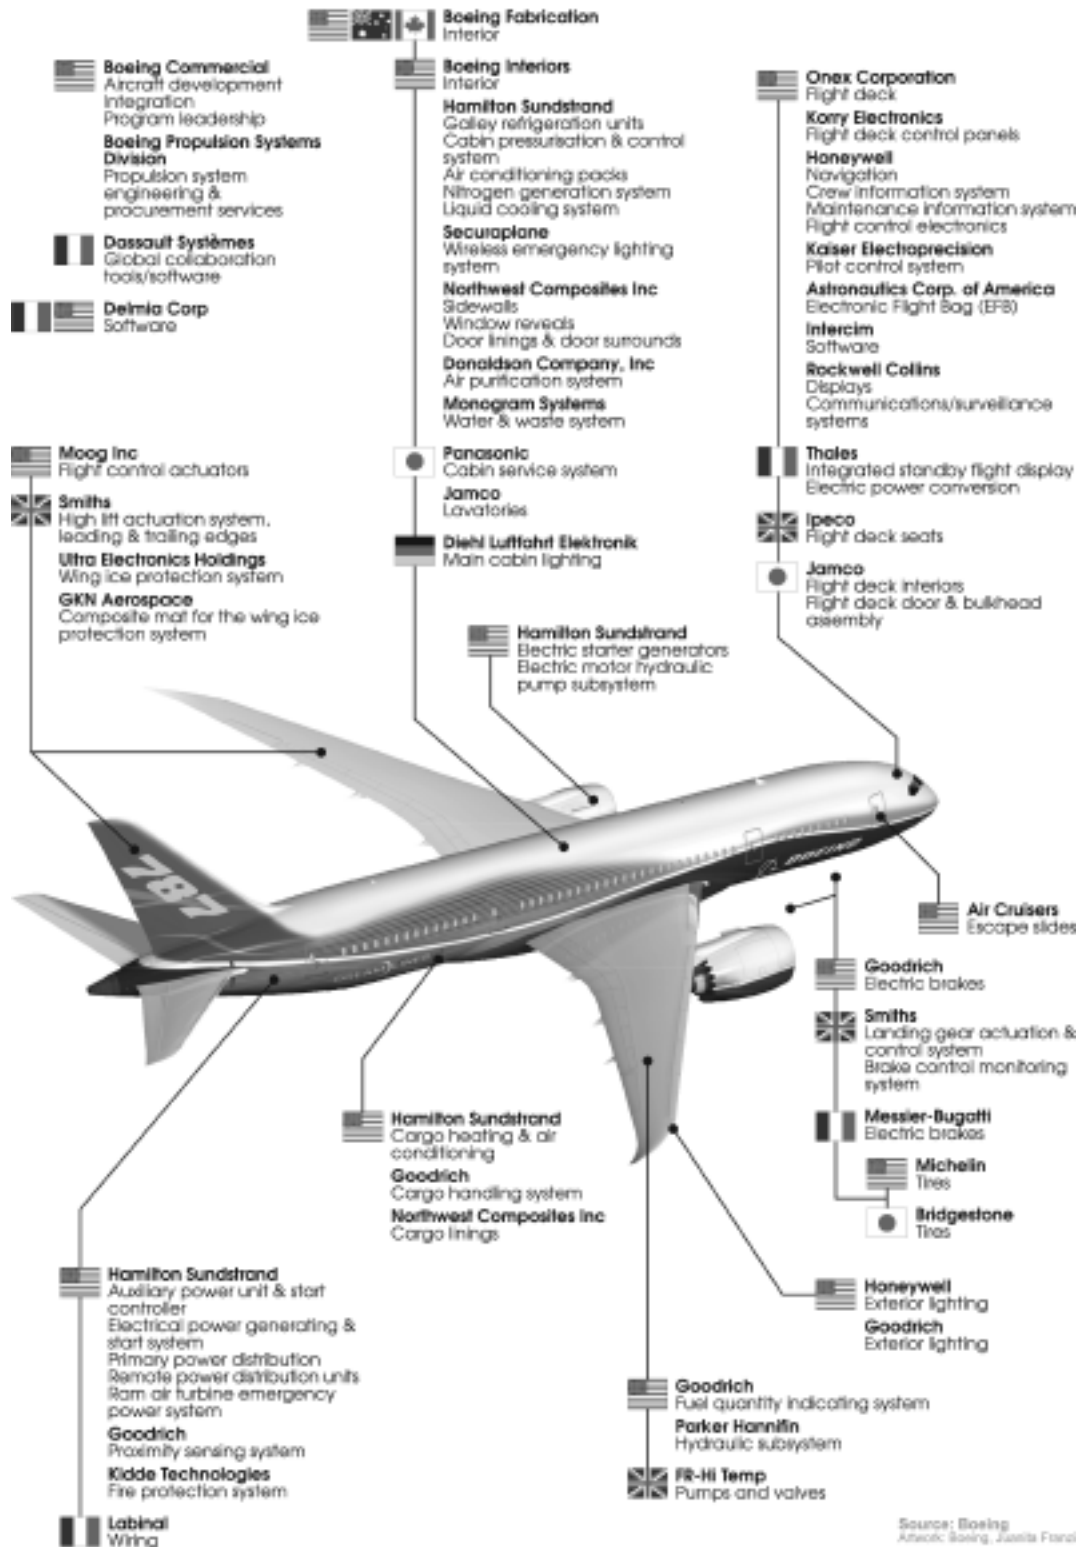 Boeing Fabrication
Interior
Boeing Commercial
Aircraft development
Integration
Program leadership
Boeing Propulsion Systems
Division
Propulsion system
engineering &
procurement services
Dassault Systèmes
Global collaboration
tools/software
Delmia Corp
Software
Boeing Interiors
Interior
Hamilton Sundstrand
Galley refrigeration units
Cabin pressurisation & control
system
Air conditioning packs
Nitrogen generation system
Liquid cooling system
Securaplane
Wireless emergency lighting
system
Northwest Composites Inc
Sidewalls
Window reveals
Door linings & door surrounds
Donaldson Company, Inc
Air purification system
Monogram Systems
Water & waste system
Panasonic
Cabin service system
Jamco
Lavatories
Diehl Luftfahrt Elektronik
Main cabin lighting
Onex Corporation
Flight deck
Korry Electronics
Flight deck control panels
Honeywell
Navigation
Crew information system
Maintenance information system
Flight control electronics
Kaiser Electroprecision
Pilot control system
Astronautics Corp. of America
Electronic Flight Bag (EFB)
Intercim
Software
Rockwell Collins
Displays
Communications/surveillance
systems
Thales
Integrated standby flight display
Electric power conversion
Ipeco
Flight deck seats
Jamco
Flight deck interiors
Flight deck door & bulkhead
assembly
Moog Inc
Flight control actuators
Smiths
High lift actuation system,
leading & trailing edges
Ultra Electronics Holdings
Wing ice protection system
GKN Aerospace
Composite mat for the wing ice
protection system
Hamilton Sundstrand
Electric starter generators
Electric motor hydraulic
pump subsystem
787
BOEING
Air Cruisers
Escape slides
Goodrich
Electric brakes
Smiths
Landing gear actuation &
control system
Brake control monitoring
system
Messier-Bugatti
Electric brakes
Michelin
Tires
Bridgestone
Tires
Hamilton Sundstrand
Cargo heating & air
conditioning
Goodrich
Cargo handling system
Northwest Composites Inc
Cargo linings
Hamilton Sundstrand
Auxiliary power unit & start
controller
Electrical power generating &
start system
Primary power distribution
Remote power distribution units
Ram air turbine emergency
power system
Goodrich
Proximity sensing system
Kidde Technologies
Fire protection system
Labinal
Wiring
Honeywell
Exterior lighting
Goodrich
Exterior lighting
Goodrich
Fuel quantity indicating system
Parker Hannifin
Hydraulic subsystem
FR-Hi Temp
Pumps and valves
Source: Boeing
Artwork: Boeing, Juanita Franzi